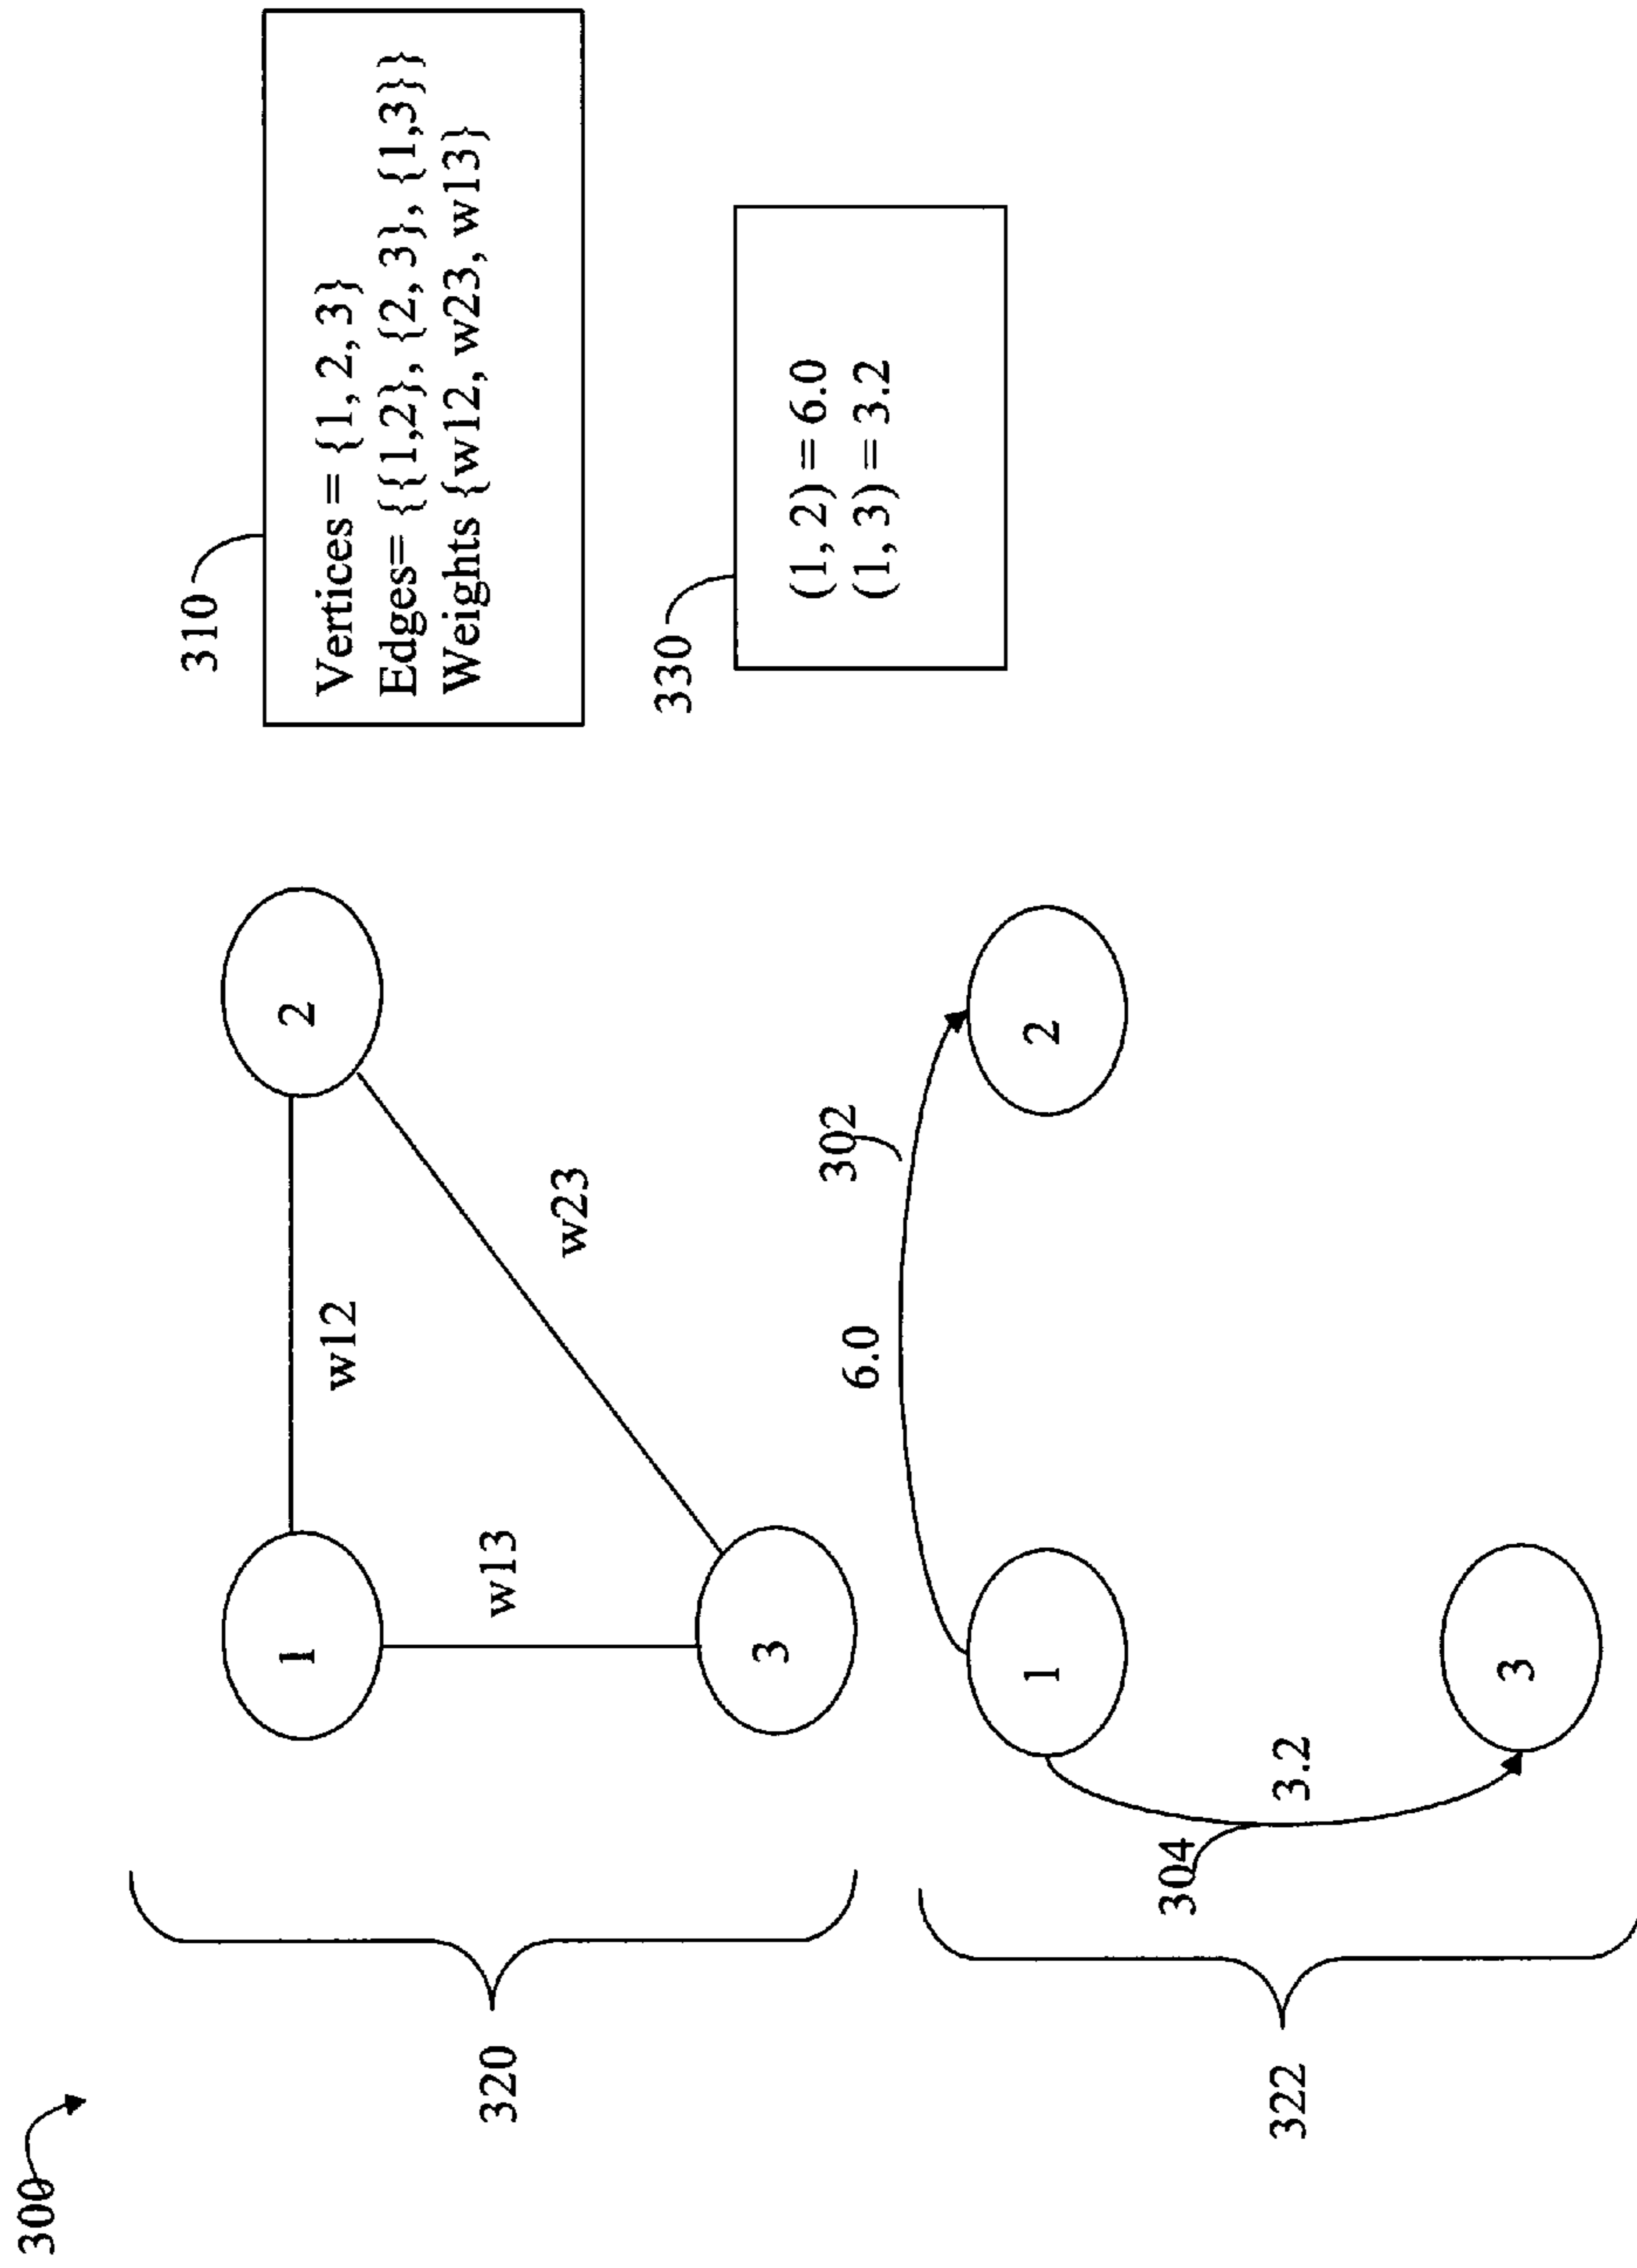 300
320
1
w12
2
w13
w23
3
310
Vertices = {1, 2, 3}
Edges= {{1,2}, {2, 3}, {1,3}}
Weights {w12, w23, w13}
322
6.0
302
1
2
304
3.2
3
330
(1, 2) = 6.0
(1, 3) = 3.2